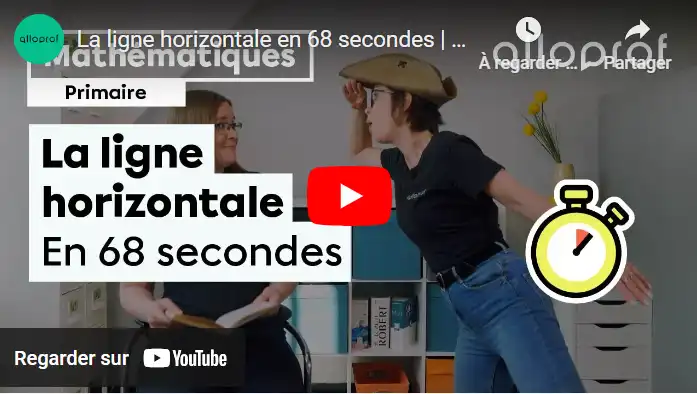 alloprof
La ligne horizontale en 68 secondes | ...
alloprof
À regarder ...
Partager
Mathématiques
Primaire
La ligne
horizontale
En 68 secondes
ROBERT
Regarder sur YouTube